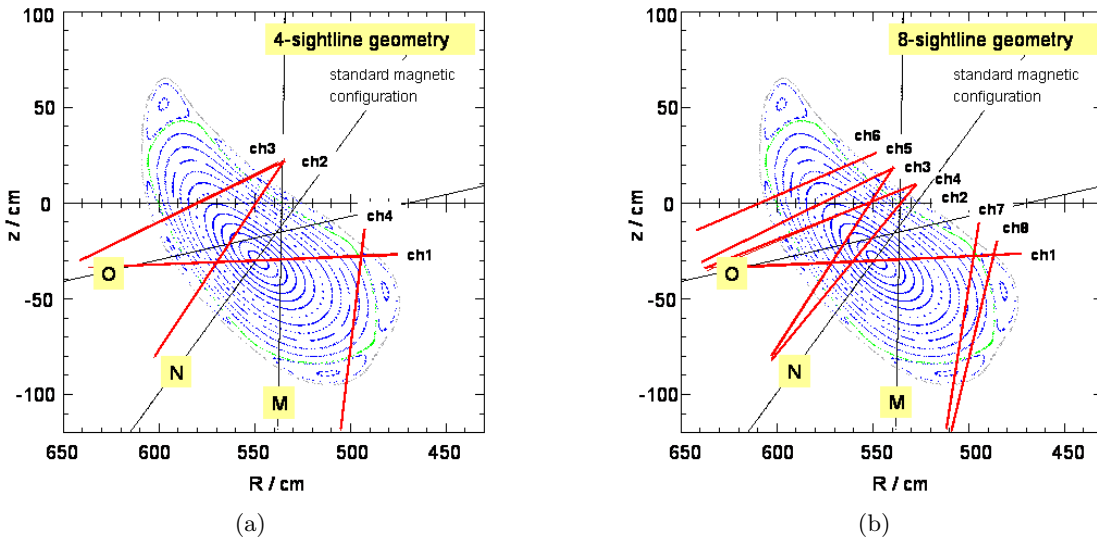 100
4-sightline geometry
standard magnetic
configuration
50
ch3
ch2
z / cm
0
ch4
O
ch1
-50
N
M
-100
650
600
550
500
450
R / cm
(a)
100
8-sightline geometry
standard magnetic
configuration
50
ch6
ch5
ch3
ch4
ch2
z / cm
0
ch7
ch8
ch1
O
-50
N
M
-100
650
600
550
500
450
R / cm
(b)